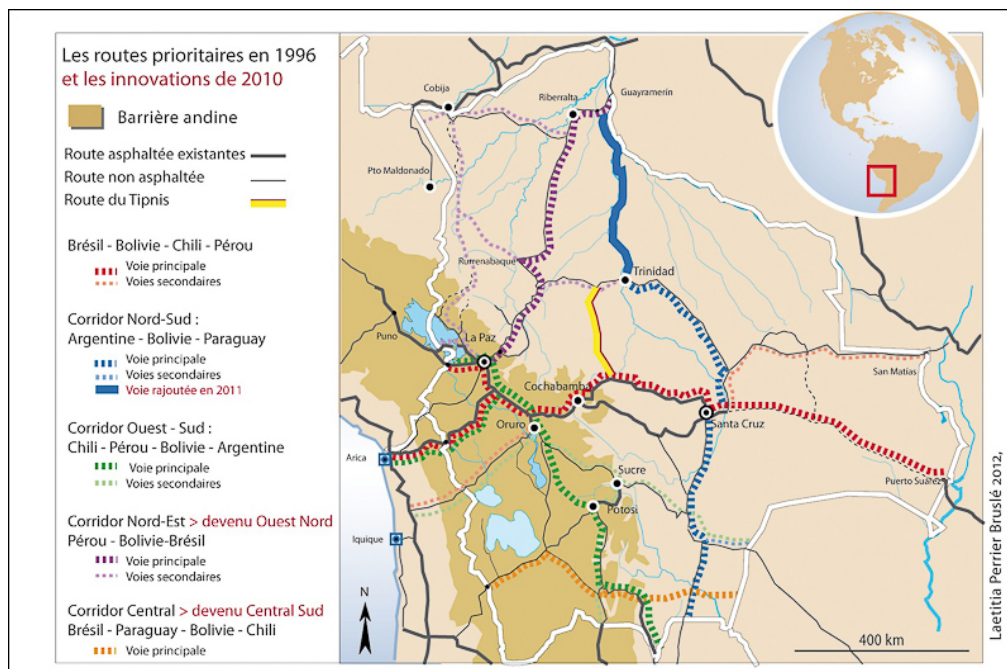 Les routes prioritaires en 1996
et les innovations de 2010
Barrière andine
Route asphaltée existantes
Route non asphaltée
Route du Tipnis
Brésil - Bolivie - Chili - Pérou
Voie principale
Voies secondaires
Corridor Nord-Sud :
Argentine - Bolivie - Paraguay
Voie principale
Voies secondaires
Voie rajoutée en 2011
Corridor Ouest - Sud :
Chili - Pérou - Bolivie - Argentine
Voie principale
Voies secondaires
Corridor Nord-Est > devenu Ouest Nord
Pérou - Bolivie-Brésil
Voie principale
Voies secondaires
Corridor Central > devenu Central Sud
Brésil - Paraguay - Bolivie - Chili
Voie principale
Cobija
Riberralta
Guayramerin
Pto Maldonado
Rurrenabaque
Trinidad
Puno
La Paz
San Matías
Cochabamba
Santa Cruz
Oruro
Arica
Sucre
Puerto Suárez
Potosi
Iquique
N
400 km
Laetitia Perrier Bruslé 2012,